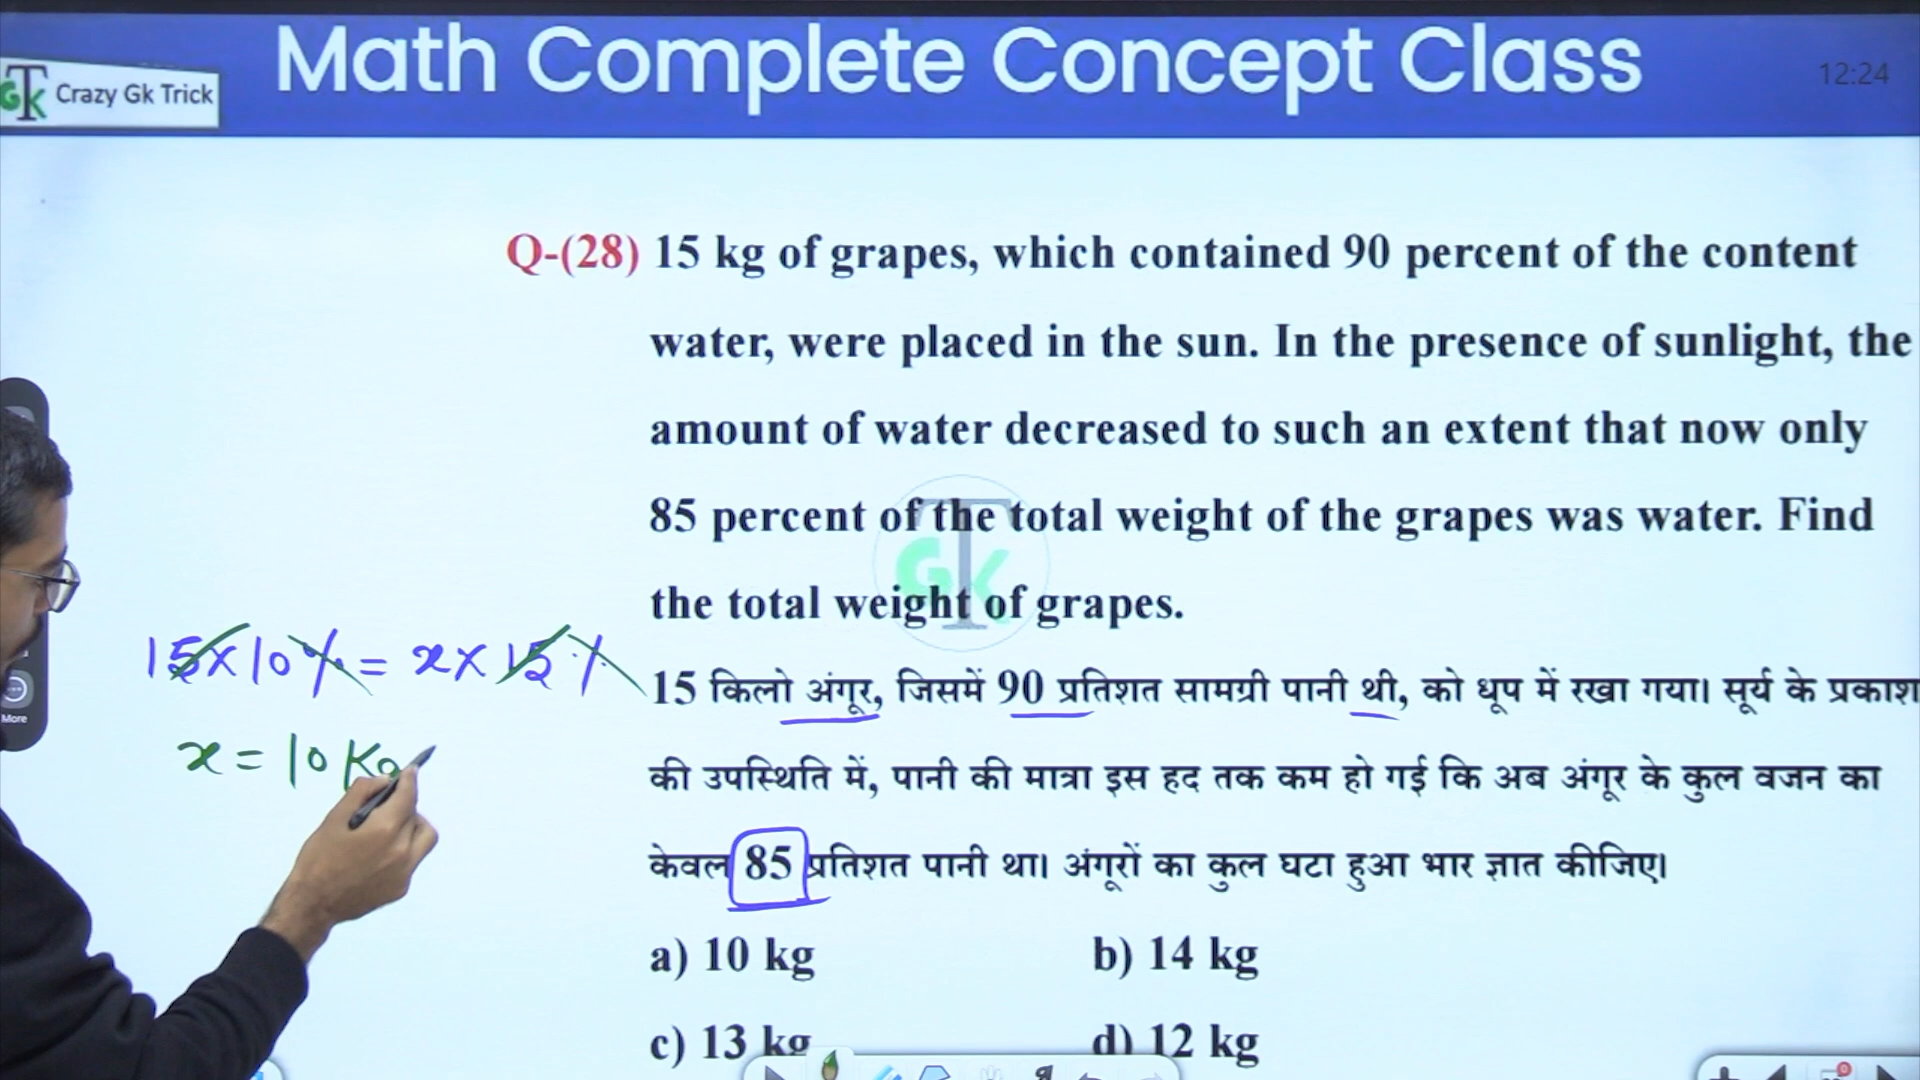 Math Complete Concept Class
12:24
GTK Crazy Gk Trick
Q-(28) 15 kg of grapes, which contained 90 percent of the content
water, were placed in the sun. In the presence of sunlight, the
amount of water decreased to such an extent that now only
85 percent of the total weight of the grapes was water. Find
the total weight of grapes.
GTK
15×10% = x×15%
x = 10 Kg
More
15 किलो अंगूर, जिसमें 90 प्रतिशत सामग्री पानी थी, को धूप में रखा गया। सूर्य के प्रकाश
की उपस्थिति में, पानी की मात्रा इस हद तक कम हो गई कि अब अंगूर के कुल वजन का
केवल 85 प्रतिशत पानी था। अंगूरों का कुल घटा हुआ भार ज्ञात कीजिए।
a) 10 kg b) 14 kg
c) 13 kg d) 12 kg